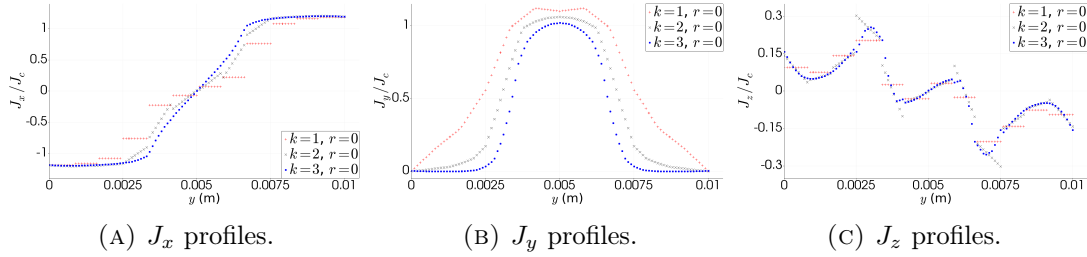 1
0.5
0
-0.5
-1
J_x/J_c
0
0.0025
0.005
0.0075
0.01
y (m)
k=1, r=0
k=2, r=0
k=3, r=0
(A) J_x profiles.
1
0.5
0
J_y/J_c
0
0.0025
0.005
0.0075
0.01
y (m)
k=1, r=0
k=2, r=0
k=3, r=0
(B) J_y profiles.
0.3
0.15
0
-0.15
-0.3
J_z/J_c
0
0.0025
0.005
0.0075
0.01
y (m)
k=1, r=0
k=2, r=0
k=3, r=0
(C) J_z profiles.